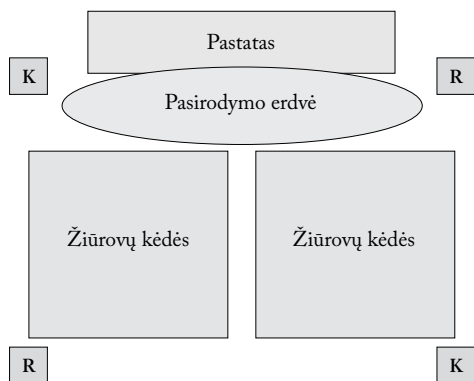 Pastatas
K
R
Pasirodymo erdvė
Žiūrovų kėdės
Žiūrovų kėdės
R
K